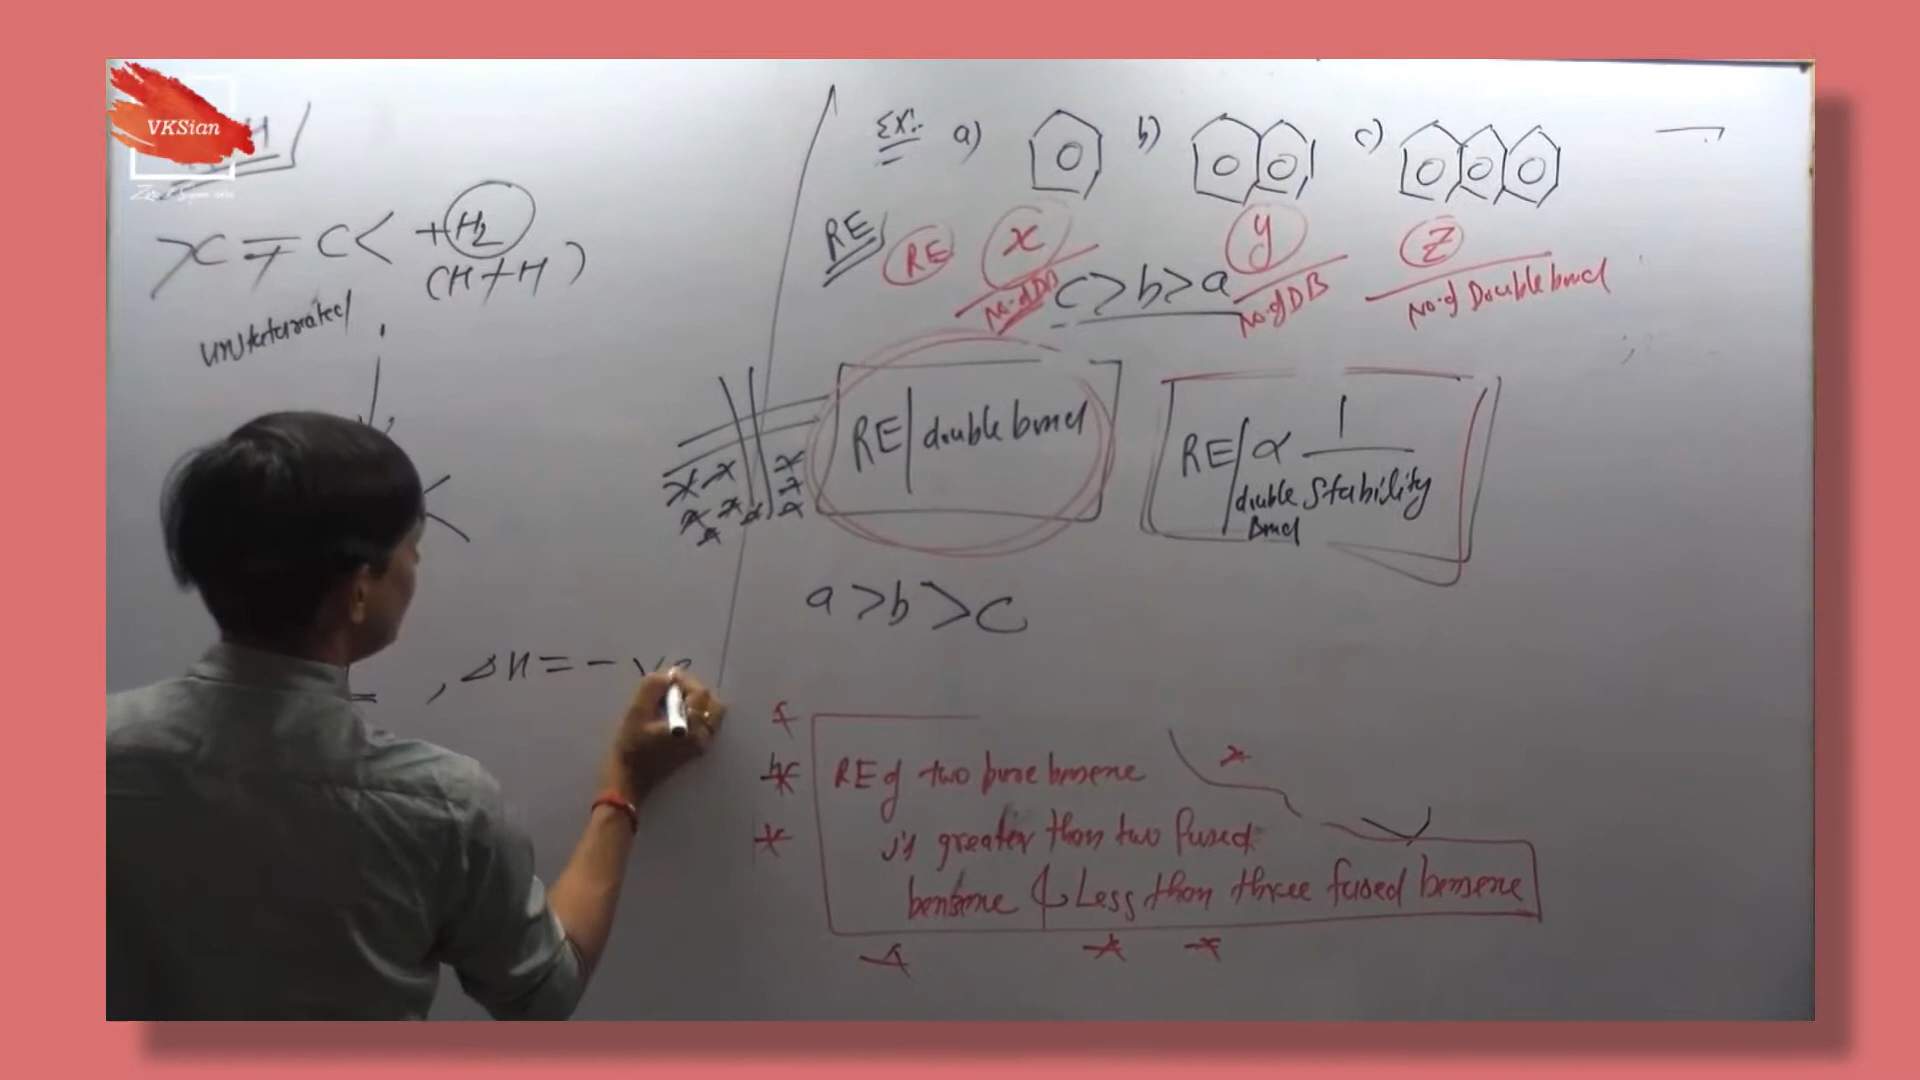 VKSian
H
>C = C< + H2
(H+H)
unsaturated
, ΔH = - ve
Ex:-
a)
b)
c)
RE
RE
x
y
z
No. of DB
No. of DB
No. of Double bond
c > b > a
RE/double bond
RE/double Bond ∝ 1/Stability
a > b > c
RE of two pure benzene
is greater than two fused
benzene & Less than three fused benzene